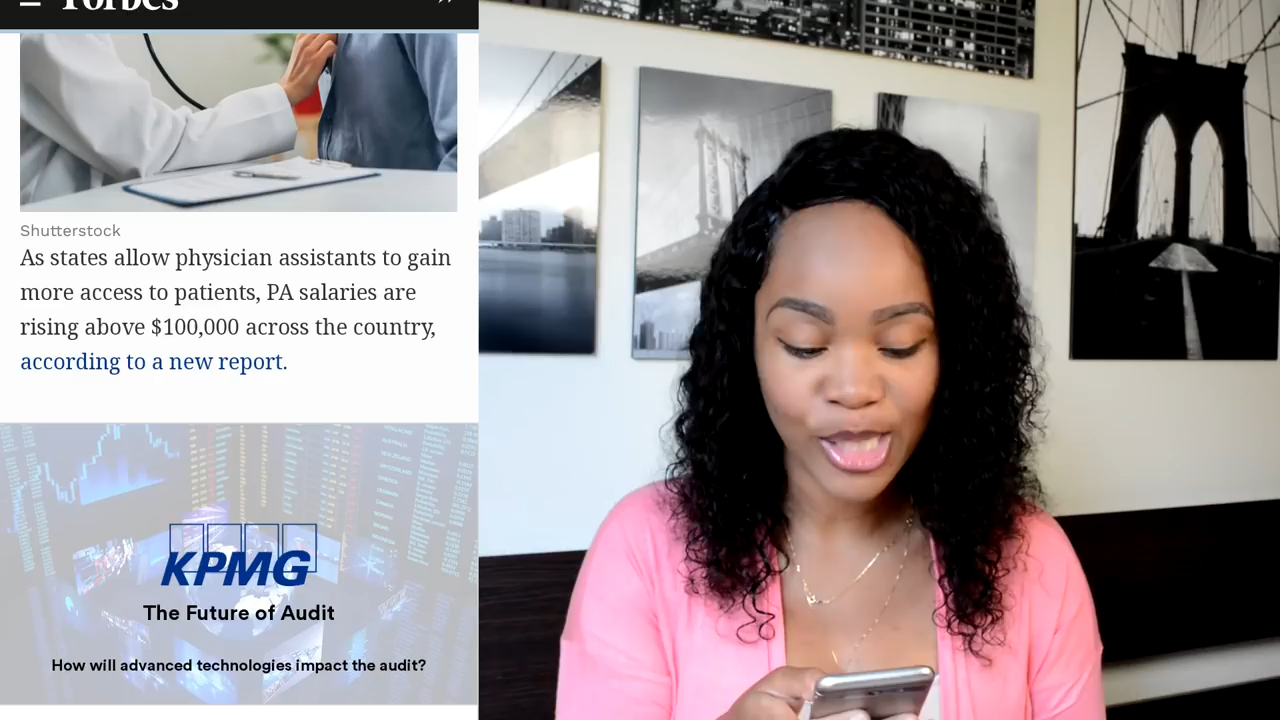 Forbes
Shutterstock
As states allow physician assistants to gain
more access to patients, PA salaries are
rising above $100,000 across the country,
according to a new report.
KPMG
The Future of Audit
How will advanced technologies impact the audit?